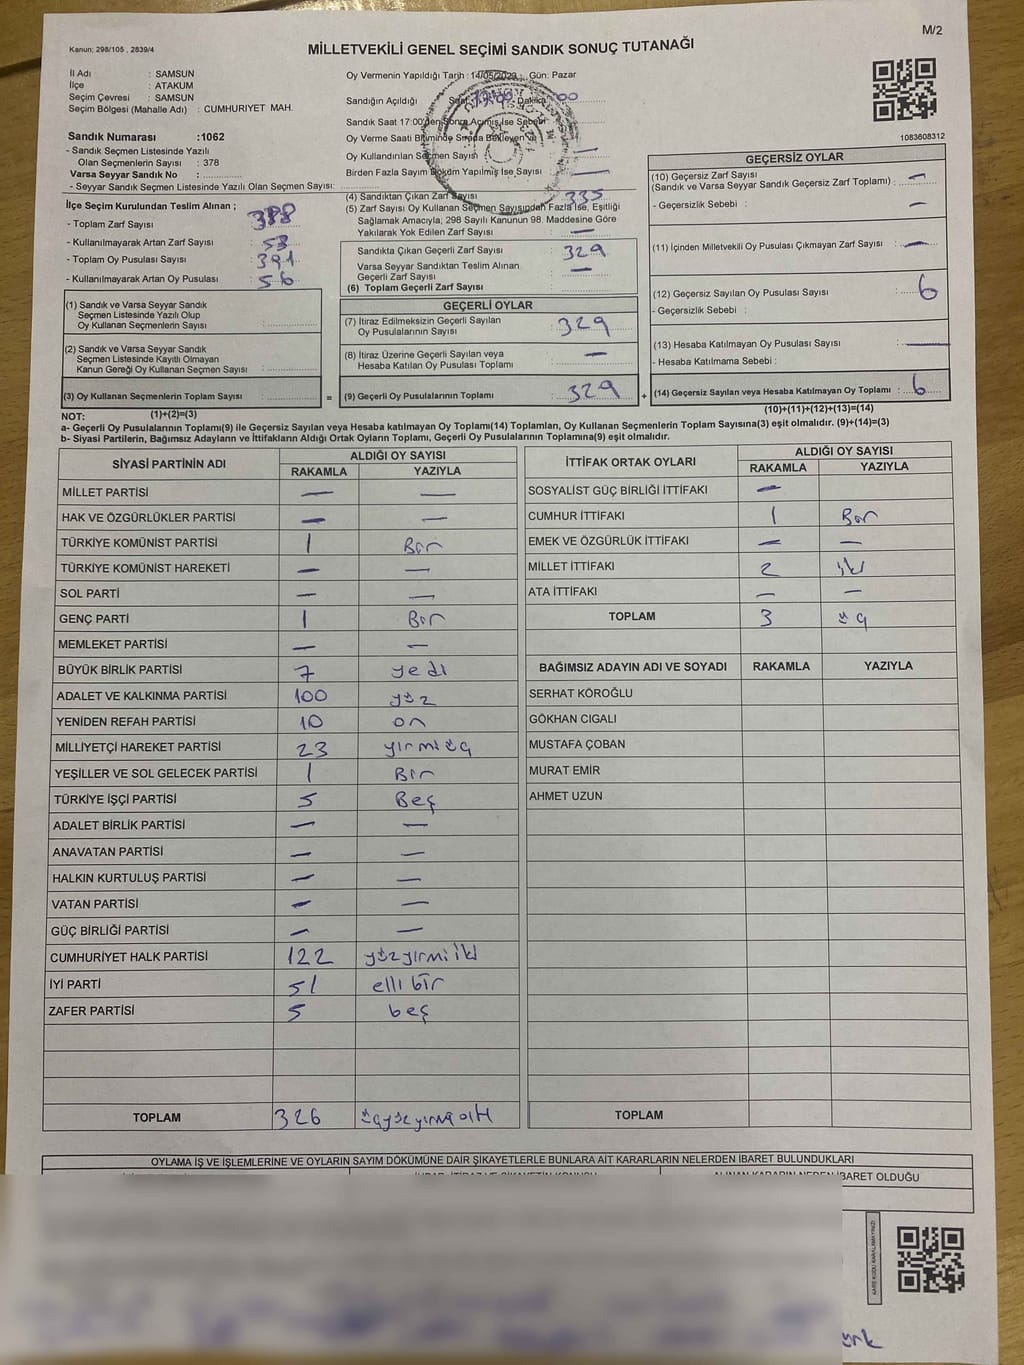 M/2
Kanun; 298/105 , 2839/4
MİLLETVEKİLİ GENEL SEÇİMİ SANDIK SONUÇ TUTANAĞI
İl Adı : SAMSUN
İlçe : ATAKUM
Seçim Çevresi : SAMSUN
Seçim Bölgesi (Mahalle Adı) : CUMHURIYET MAH.
Sandık Numarası :1062
- Sandık Seçmen Listesinde Yazılı
Olan Seçmenlerin Sayısı : 378
Varsa Seyyar Sandık No :
- Seyyar Sandık Seçmen Listesinde Yazılı Olan Seçmen Sayısı:
İlçe Seçim Kurulundan Teslim Alınan ;
- Toplam Zarf Sayısı : 388
- Kullanılmayarak Artan Zarf Sayısı : 53
- Toplam Oy Pusulası Sayısı : 391
- Kullanılmayarak Artan Oy Pusulası : 56
(1) Sandık ve Varsa Seyyar Sandık
Seçmen Listesinde Yazılı Olup
Oy Kullanan Seçmenlerin Sayısı :
(2) Sandık ve Varsa Seyyar Sandık
Seçmen Listesinde Kayıtlı Olmayan
Kanun Gereği Oy Kullanan Seçmen Sayısı :
(3) Oy Kullanan Seçmenlerin Toplam Sayısı :
(1)+(2)=(3)
Oy Vermenin Yapıldığı Tarih : 14/05/2023 Gün: Pazar
Sandığın Açıldığı Saat : Dakika : 00
Sandık Saat 17:00'den Sonra Açılmış İse Sebebi
Oy Verme Saati Bitiminde Sırada Bekleyen
Oy Kullandırılan Seçmen Sayısı : —
Birden Fazla Sayım Döküm Yapılmış İse Sayısı : —
(4) Sandıktan Çıkan Zarf Sayısı : 335
(5) Zarf Sayısı Oy Kullanan Seçmen Sayısından Fazla İse, Eşitliği
Sağlamak Amacıyla; 298 Sayılı Kanunun 98. Maddesine Göre
Yakılarak Yok Edilen Zarf Sayısı : —
Sandıkta Çıkan Geçerli Zarf Sayısı : 329
Varsa Seyyar Sandıktan Teslim Alınan
Geçerli Zarf Sayısı : —
(6) Toplam Geçerli Zarf Sayısı :
GEÇERLİ OYLAR
(7) İtiraz Edilmeksizin Geçerli Sayılan
Oy Pusulalarının Sayısı : 329
(8) İtiraz Üzerine Geçerli Sayılan veya
Hesaba Katılan Oy Pusulası Toplamı : —
= (9) Geçerli Oy Pusulalarının Toplamı : 329 +
1083608312
GEÇERSİZ OYLAR
(10) Geçersiz Zarf Sayısı
(Sandık ve Varsa Seyyar Sandık Geçersiz Zarf Toplamı) : —
- Geçersizlik Sebebi : —
(11) İçinden Milletvekili Oy Pusulası Çıkmayan Zarf Sayısı : —
(12) Geçersiz Sayılan Oy Pusulası Sayısı : 6
- Geçersizlik Sebebi :
(13) Hesaba Katılmayan Oy Pusulası Sayısı : —
- Hesaba Katılmama Sebebi :
(14) Geçersiz Sayılan veya Hesaba Katılmayan Oy Toplamı : 6
(10)+(11)+(12)+(13)=(14)
NOT:
a- Geçerli Oy Pusulalarının Toplamı(9) ile Geçersiz Sayılan veya Hesaba katılmayan Oy Toplamı(14) Toplamları, Oy Kullanan Seçmenlerin Toplam Sayısına(3) eşit olmalıdır. (9)+(14)=(3)
b- Siyasi Partilerin, Bağımsız Adayların ve İttifakların Aldığı Ortak Oyların Toplamı, Geçerli Oy Pusulalarının Toplamına(9) eşit olmalıdır.
SİYASİ PARTİNİN ADI ALDIĞI OY SAYISI
RAKAMLA YAZIYLA
MİLLET PARTİSİ — —
HAK VE ÖZGÜRLÜKLER PARTİSİ — —
TÜRKİYE KOMÜNİST PARTİSİ 1 Bir
TÜRKİYE KOMÜNİST HAREKETİ — —
SOL PARTİ — —
GENÇ PARTİ 1 Bir
MEMLEKET PARTİSİ — —
BÜYÜK BİRLİK PARTİSİ 7 yedi
ADALET VE KALKINMA PARTİSİ 100 yüz
YENİDEN REFAH PARTİSİ 10 on
MİLLİYETÇİ HAREKET PARTİSİ 23 yirmi üç
YEŞİLLER VE SOL GELECEK PARTİSİ 1 Bir
TÜRKİYE İŞÇİ PARTİSİ 5 Beş
ADALET BİRLİK PARTİSİ — —
ANAVATAN PARTİSİ — —
HALKIN KURTULUŞ PARTİSİ — —
VATAN PARTİSİ — —
GÜÇ BİRLİĞİ PARTİSİ — —
CUMHURİYET HALK PARTİSİ 122 yüzyirmi iki
İYİ PARTİ 51 elli bir
ZAFER PARTİSİ 5 beş
TOPLAM 326
İTTİFAK ORTAK OYLARI ALDIĞI OY SAYISI
RAKAMLA YAZIYLA
SOSYALİST GÜÇ BİRLİĞİ İTTİFAKI —
CUMHUR İTTİFAKI 1 Bir
EMEK VE ÖZGÜRLÜK İTTİFAKI — —
MİLLET İTTİFAKI 2 iki
ATA İTTİFAKI — —
TOPLAM 3 üç
BAĞIMSIZ ADAYIN ADI VE SOYADI RAKAMLA YAZIYLA
SERHAT KÖROĞLU
GÖKHAN CIGALI
MUSTAFA ÇOBAN
MURAT EMİR
AHMET UZUN
TOPLAM
OYLAMA İŞ VE İŞLEMLERİNE VE OYLARIN SAYIM DÖKÜMÜNE DAİR ŞİKAYETLERLE BUNLARA AİT KARARLARIN NELERDEN İBARET BULUNDUKLARI
ALINAN KARARIN NEDEN İBARET OLDUĞU
KARE KODU KARALAMAYINIZ!